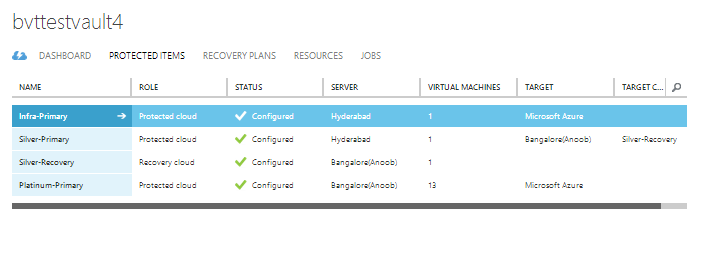 bvttestvault4
DASHBOARD PROTECTED ITEMS RECOVERY PLANS RESOURCES JOBS
NAME ROLE STATUS SERVER VIRTUAL MACHINES TARGET TARGET C...
Infra-Primary Protected cloud Configured Hyderabad 1 Microsoft Azure
Silver-Primary Protected cloud Configured Hyderabad 1 Bangalore(Anoob) Silver-Recovery
Silver-Recovery Recovery cloud Configured Bangalore(Anoob) 1
Platinum-Primary Protected cloud Configured Bangalore(Anoob) 13 Microsoft Azure